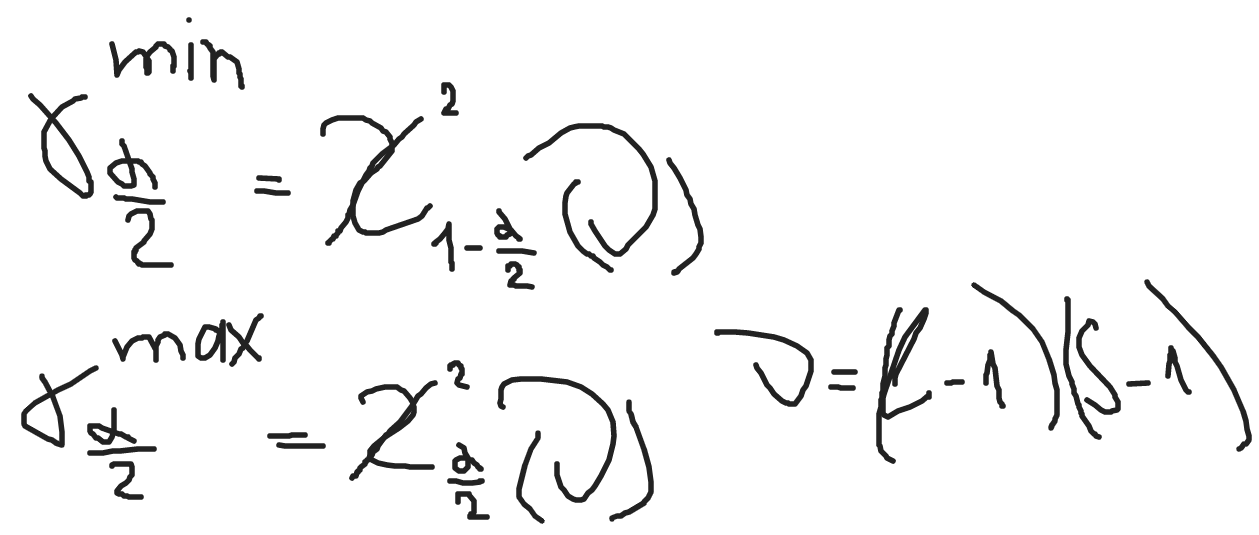 γ^min_{α/2} = χ²_{1-α/2}(ν)
γ^max_{α/2} = χ²_{α/2}(ν)
ν = (l-1)(s-1)